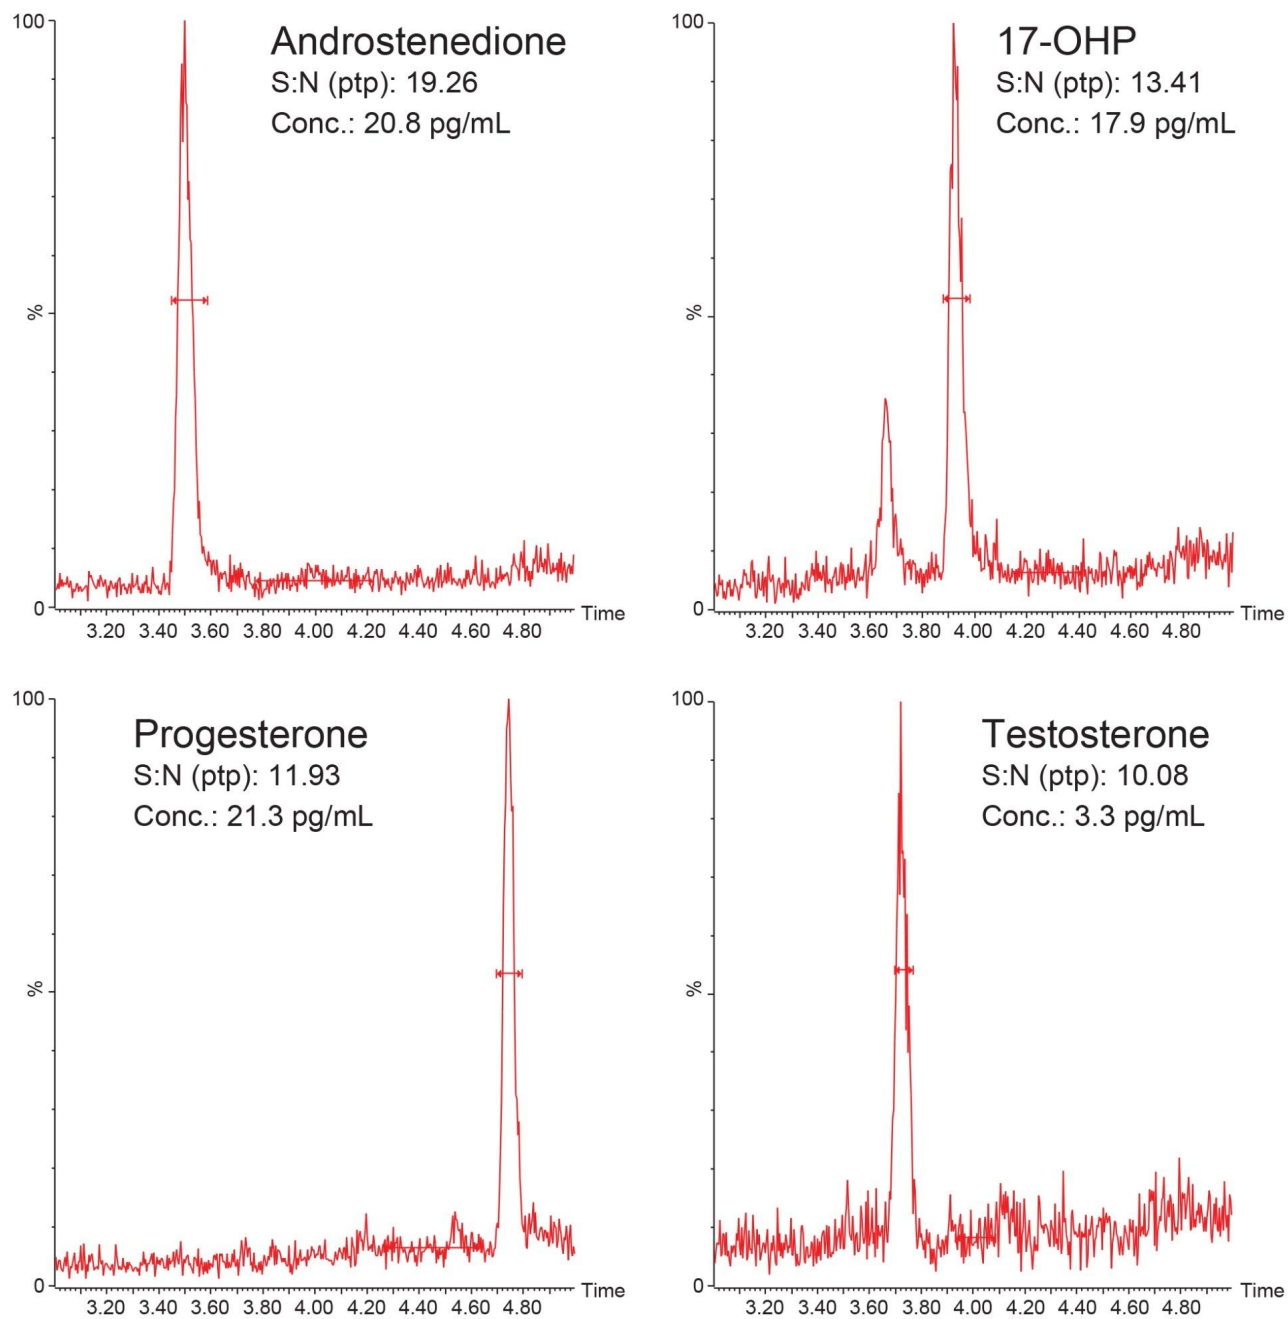 100
Androstenedione
S:N (ptp): 19.26
Conc.: 20.8 pg/mL
%
0
3.20 3.40 3.60 3.80 4.00 4.20 4.40 4.60 4.80
Time
100
17-OHP
S:N (ptp): 13.41
Conc.: 17.9 pg/mL
%
0
3.20 3.40 3.60 3.80 4.00 4.20 4.40 4.60 4.80
Time
100
Progesterone
S:N (ptp): 11.93
Conc.: 21.3 pg/mL
%
0
3.20 3.40 3.60 3.80 4.00 4.20 4.40 4.60 4.80
Time
100
Testosterone
S:N (ptp): 10.08
Conc.: 3.3 pg/mL
%
0
3.20 3.40 3.60 3.80 4.00 4.20 4.40 4.60 4.80
Time